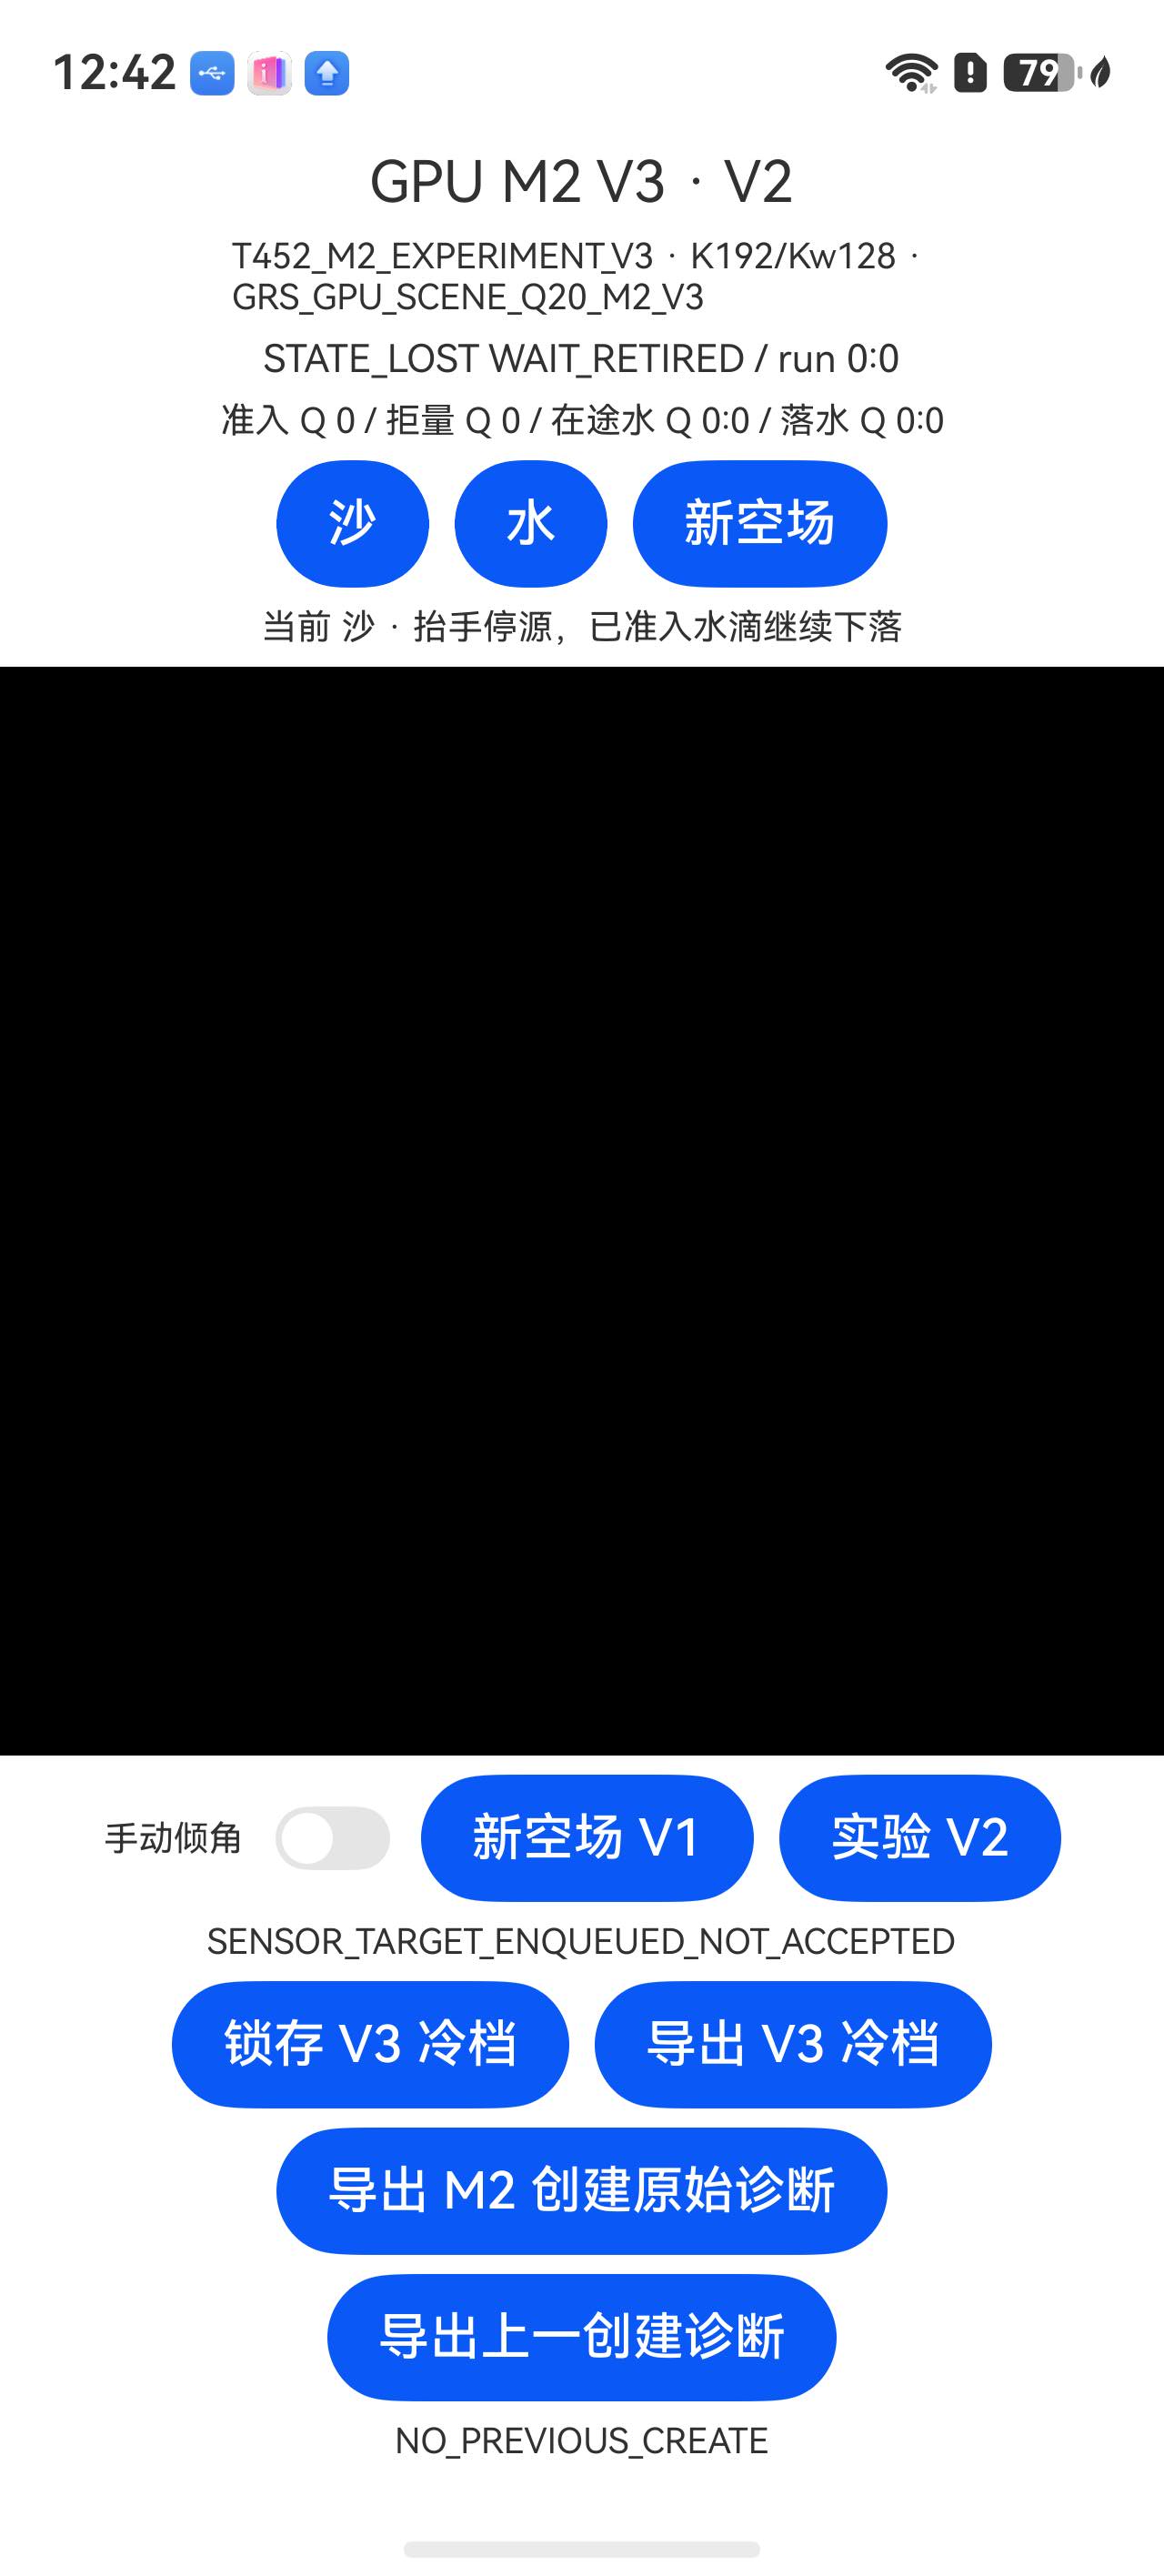 12:42
79
GPU M2 V3 · V2
T452_M2_EXPERIMENT_V3 · K192/Kw128 ·
GRS_GPU_SCENE_Q20_M2_V3
STATE_LOST WAIT_RETIRED / run 0:0
准入 Q 0 / 拒量 Q 0 / 在途水 Q 0:0 / 落水 Q 0:0
沙 水 新空场
当前 沙 · 抬手停源，已准入水滴继续下落
手动倾角 新空场 V1 实验 V2
SENSOR_TARGET_ENQUEUED_NOT_ACCEPTED
锁存 V3 冷档 导出 V3 冷档
导出 M2 创建原始诊断
导出上一创建诊断
NO_PREVIOUS_CREATE